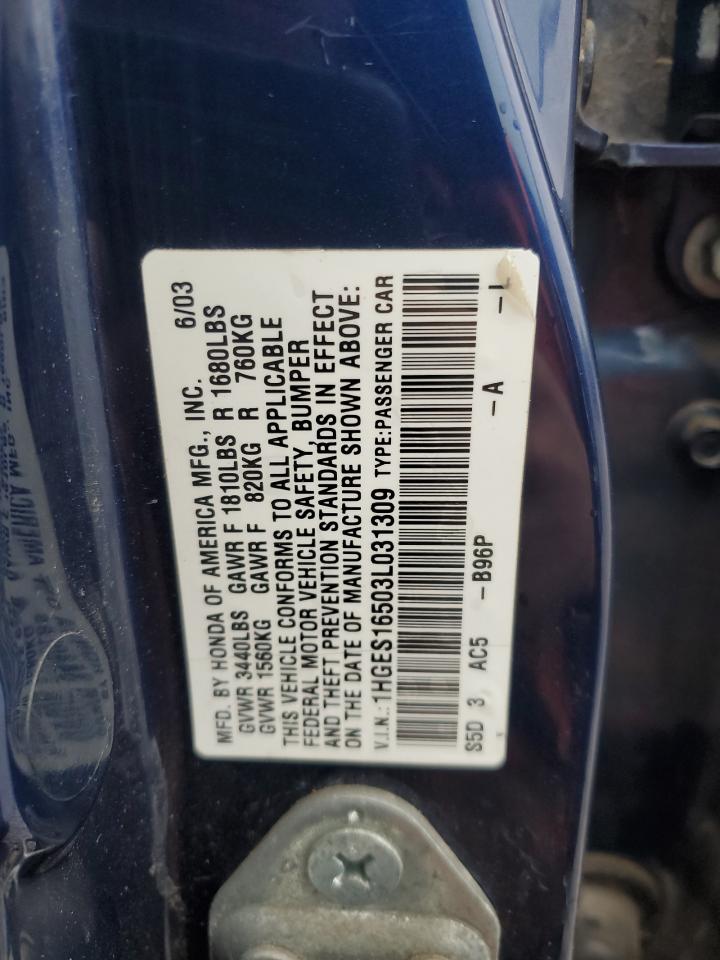 MFD. BY HONDA OF AMERICA MFG., INC. 6/03
GVWR 3440LBS GAWR F 1810LBS R 1680LBS
GVWR 1560KG GAWR F 820KG R 760KG
THIS VEHICLE CONFORMS TO ALL APPLICABLE
FEDERAL MOTOR VEHICLE SAFETY, BUMPER
AND THEFT PREVENTION STANDARDS IN EFFECT
ON THE DATE OF MANUFACTURE SHOWN ABOVE:
V.I.N.: 1HGES16503L031309 TYPE:PASSENGER CAR
S5D 3 AC5 -B96P -A -L